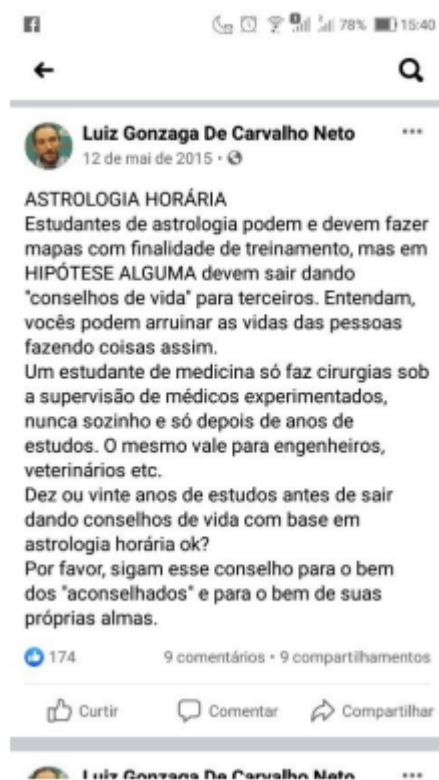 78% 15:40
Luiz Gonzaga De Carvalho Neto
12 de mai de 2015 •
ASTROLOGIA HORÁRIA
Estudantes de astrologia podem e devem fazer
mapas com finalidade de treinamento, mas em
HIPÓTESE ALGUMA devem sair dando
"conselhos de vida" para terceiros. Entendam,
vocês podem arruinar as vidas das pessoas
fazendo coisas assim.
Um estudante de medicina só faz cirurgias sob
a supervisão de médicos experimentados,
nunca sozinho e só depois de anos de
estudos. O mesmo vale para engenheiros,
veterinários etc.
Dez ou vinte anos de estudos antes de sair
dando conselhos de vida com base em
astrologia horária ok?
Por favor, sigam esse conselho para o bem
dos "aconselhados" e para o bem de suas
próprias almas.
174 9 comentários • 9 compartilhamentos
Curtir Comentar Compartilhar
Luiz Gonzaga De Carvalho Neto